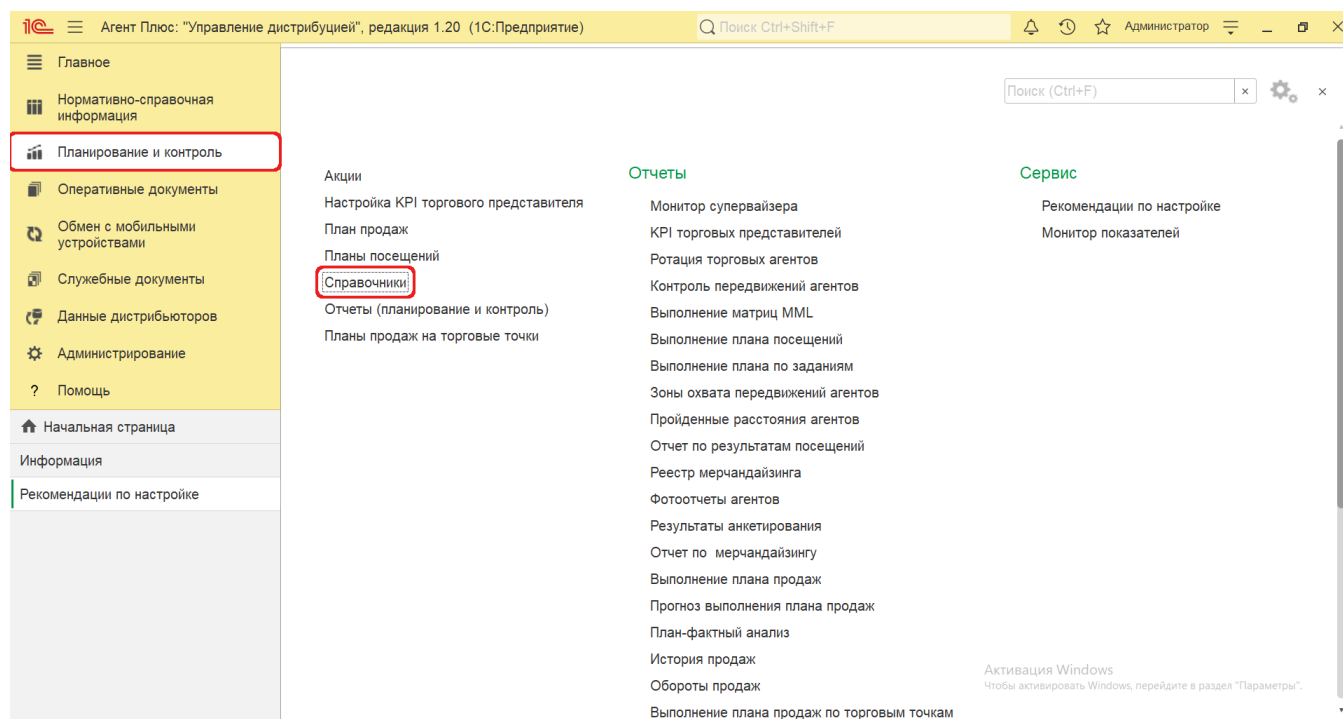 Агент Плюс: "Управление дистрибуцией", редакция 1.20 (1С:Предприятие)
Поиск Ctrl+Shift+F
Администратор
Главное
Нормативно-справочная
информация
Планирование и контроль
Оперативные документы
Обмен с мобильными
устройствами
Служебные документы
Данные дистрибьюторов
Администрирование
? Помощь
Начальная страница
Информация
Рекомендации по настройке
Поиск (Ctrl+F)
Акции
Настройка KPI торгового представителя
План продаж
Планы посещений
Справочники
Отчеты (планирование и контроль)
Планы продаж на торговые точки
Отчеты
Монитор супервайзера
KPI торговых представителей
Ротация торговых агентов
Контроль передвижений агентов
Выполнение матриц MML
Выполнение плана посещений
Выполнение плана по заданиям
Зоны охвата передвижений агентов
Пройденные расстояния агентов
Отчет по результатам посещений
Реестр мерчандайзинга
Фотоотчеты агентов
Результаты анкетирования
Отчет по мерчандайзингу
Выполнение плана продаж
Прогноз выполнения плана продаж
План-фактный анализ
История продаж
Обороты продаж
Выполнение плана продаж по торговым точкам
Сервис
Рекомендации по настройке
Монитор показателей
Активация Windows
Чтобы активировать Windows, перейдите в раздел "Параметры".